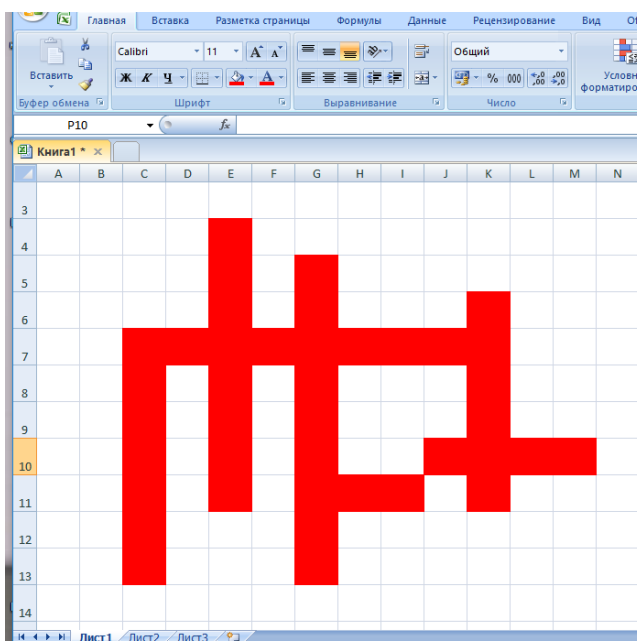 Главная Вставка Разметка страницы Формулы Данные Рецензирование Вид
Вставить Calibri 11 Общий
Ж К Ч % 000
Буфер обмена Шрифт Выравнивание Число
P10 fx
Книга1 *
A B C D E F G H I J K L M N
3
4
5
6
7
8
9
10
11
12
13
14
Лист1 Лист2 Лист3